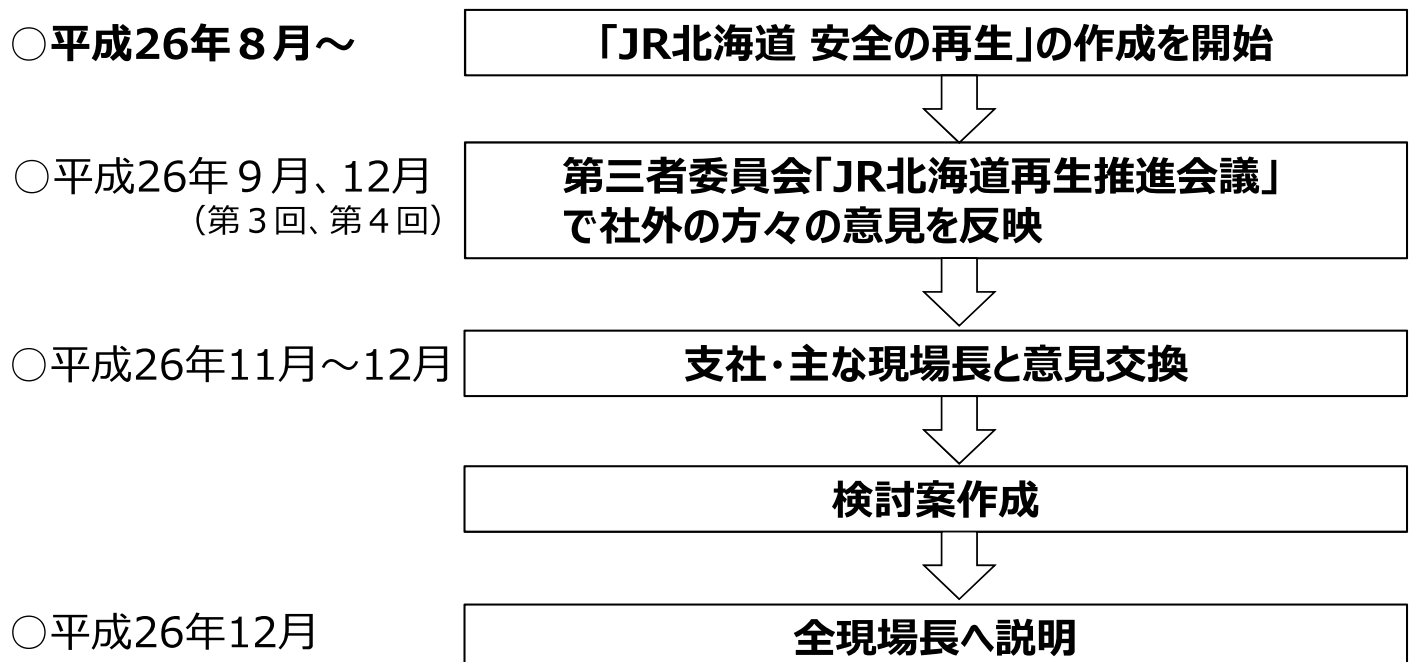 ○平成26年８月～
「JR北海道 安全の再生」の作成を開始
○平成26年９月、12月
（第３回、第４回）
第三者委員会「JR北海道再生推進会議」
で社外の方々の意見を反映
○平成26年11月～12月
支社・主な現場長と意見交換
検討案作成
○平成26年12月
全現場長へ説明